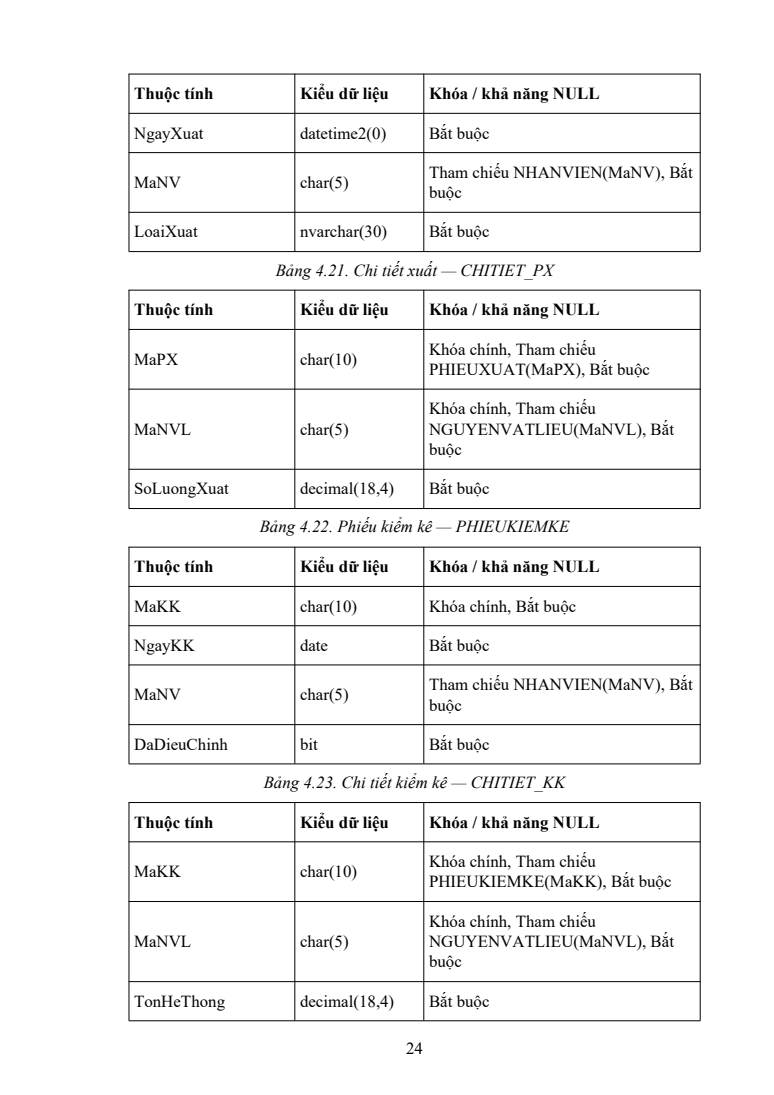 Thuộc tính Kiểu dữ liệu Khóa / khả năng NULL
NgayXuat datetime2(0) Bắt buộc
MaNV char(5) Tham chiếu NHANVIEN(MaNV), Bắt
buộc
LoaiXuat nvarchar(30) Bắt buộc
Bảng 4.21. Chi tiết xuất — CHITIET_PX
Thuộc tính Kiểu dữ liệu Khóa / khả năng NULL
MaPX char(10) Khóa chính, Tham chiếu
PHIEUXUAT(MaPX), Bắt buộc
MaNVL char(5) Khóa chính, Tham chiếu
NGUYENVATLIEU(MaNVL), Bắt
buộc
SoLuongXuat decimal(18,4) Bắt buộc
Bảng 4.22. Phiếu kiểm kê — PHIEUKIEMKE
Thuộc tính Kiểu dữ liệu Khóa / khả năng NULL
MaKK char(10) Khóa chính, Bắt buộc
NgayKK date Bắt buộc
MaNV char(5) Tham chiếu NHANVIEN(MaNV), Bắt
buộc
DaDieuChinh bit Bắt buộc
Bảng 4.23. Chi tiết kiểm kê — CHITIET_KK
Thuộc tính Kiểu dữ liệu Khóa / khả năng NULL
MaKK char(10) Khóa chính, Tham chiếu
PHIEUKIEMKE(MaKK), Bắt buộc
MaNVL char(5) Khóa chính, Tham chiếu
NGUYENVATLIEU(MaNVL), Bắt
buộc
TonHeThong decimal(18,4) Bắt buộc
24